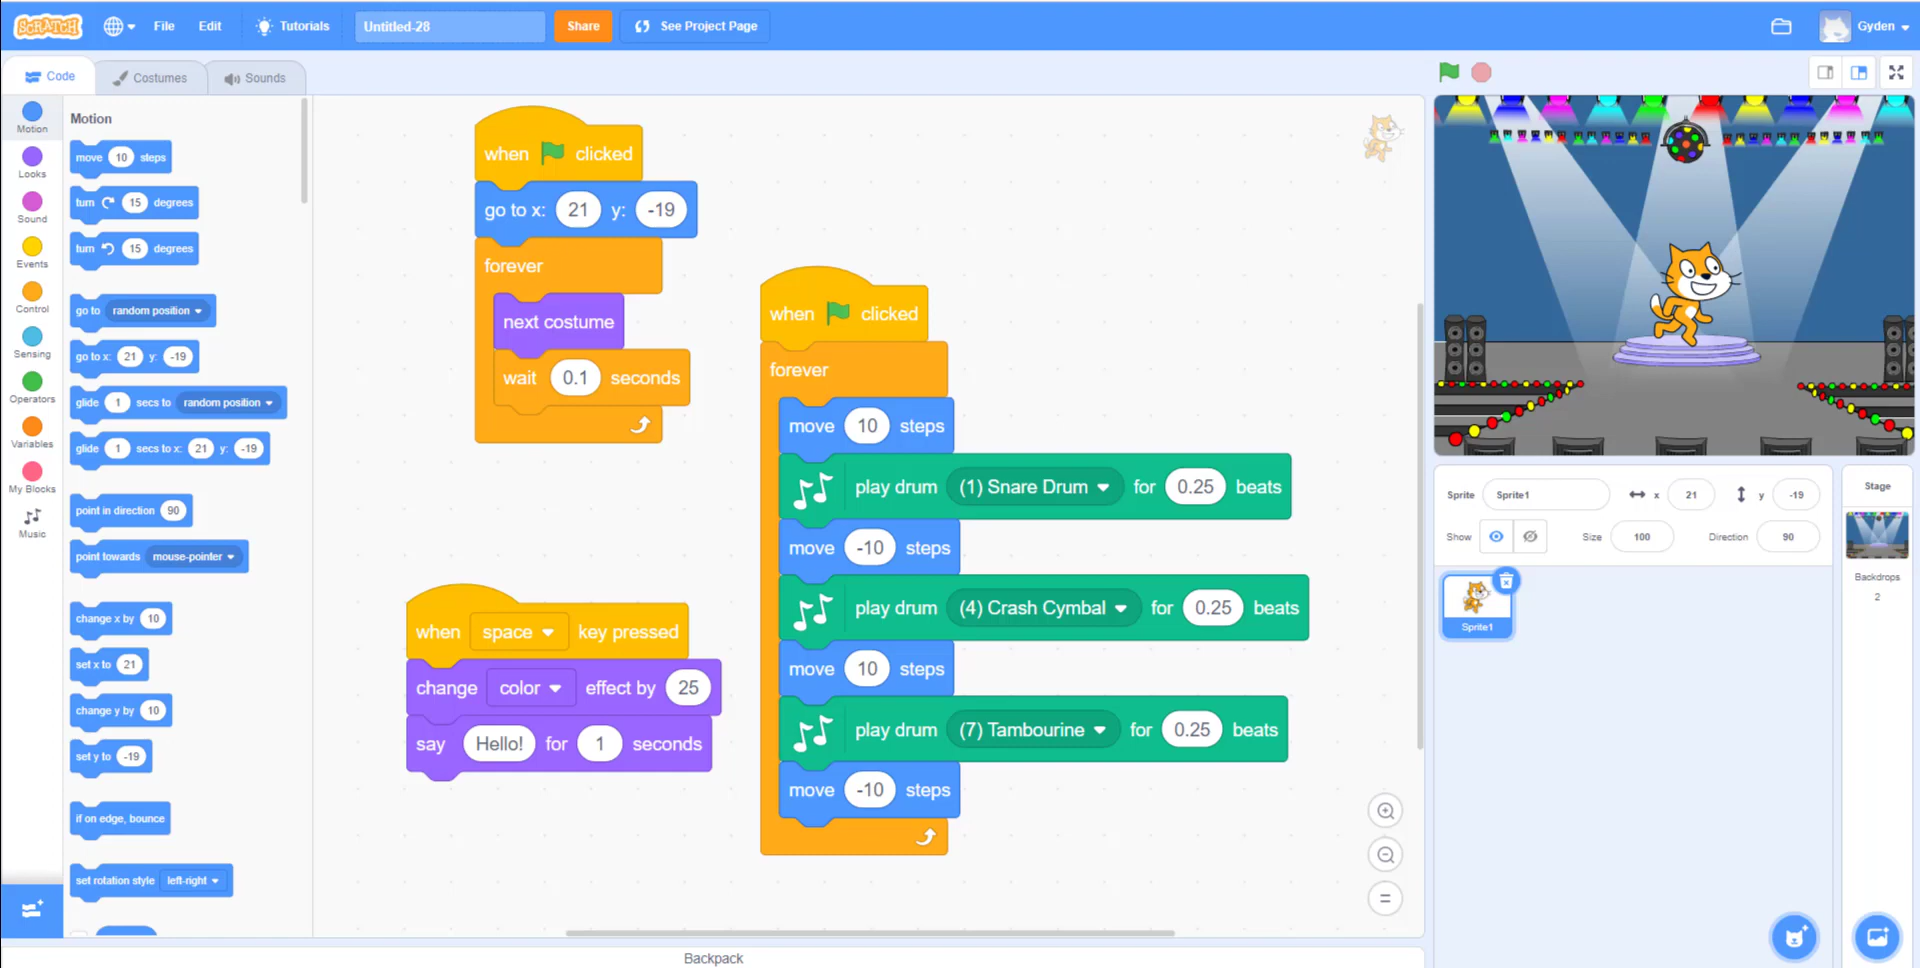 SCRATCH File Edit Tutorials Untitled-28 Share See Project Page Gyden
Code Costumes Sounds
Motion
Looks
Sound
Events
Control
Sensing
Operators
Variables
My Blocks
Music
Motion
move 10 steps
turn 15 degrees
turn 15 degrees
go to random position
go to x: 21 y: -19
glide 1 secs to random position
glide 1 secs to x: 21 y: -19
point in direction 90
point towards mouse-pointer
change x by 10
set x to 21
change y by 10
set y to -19
if on edge, bounce
set rotation style left-right
when clicked
go to x: 21 y: -19
forever
next costume
wait 0.1 seconds
when space key pressed
change color effect by 25
say Hello! for 1 seconds
when clicked
forever
move 10 steps
play drum (1) Snare Drum for 0.25 beats
move -10 steps
play drum (4) Crash Cymbal for 0.25 beats
move 10 steps
play drum (7) Tambourine for 0.25 beats
move -10 steps
Backpack
Sprite Sprite1 x 21 y -19
Show Size 100 Direction 90
Sprite1
Stage
Backdrops
2